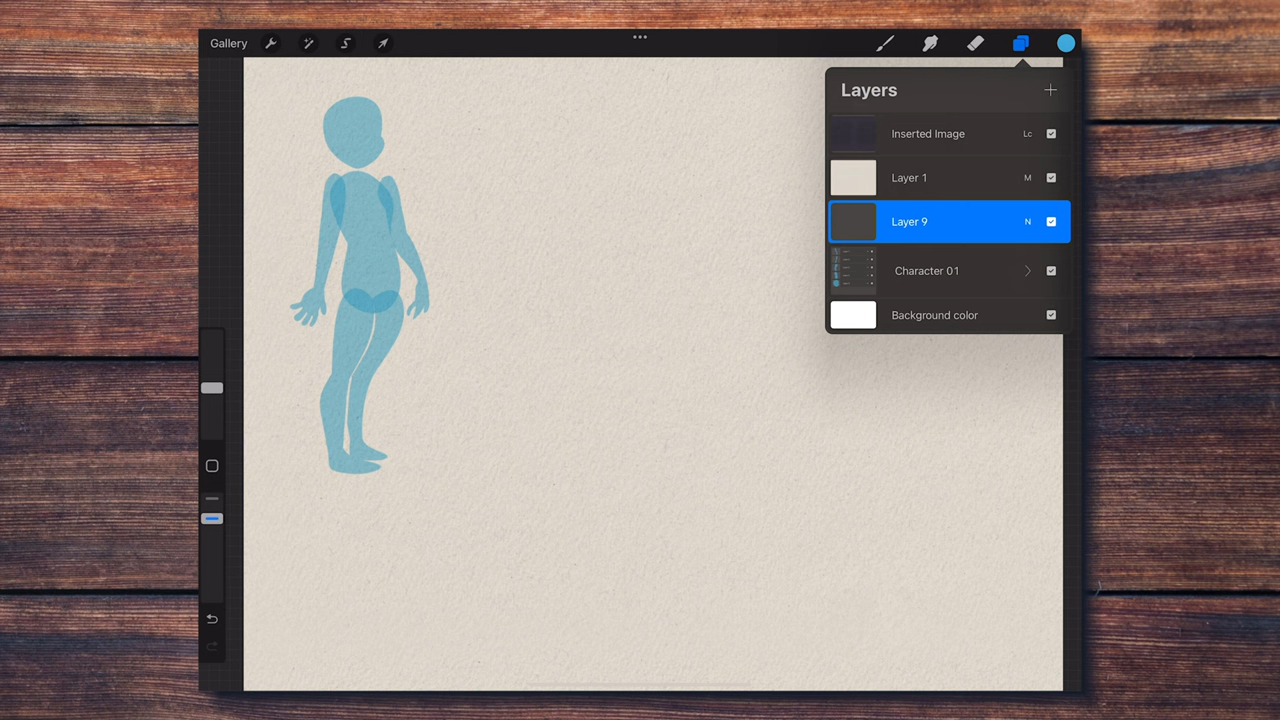 Gallery
Layers
Inserted Image Lc
Layer 1 M
Layer 9 N
Character 01
Background color